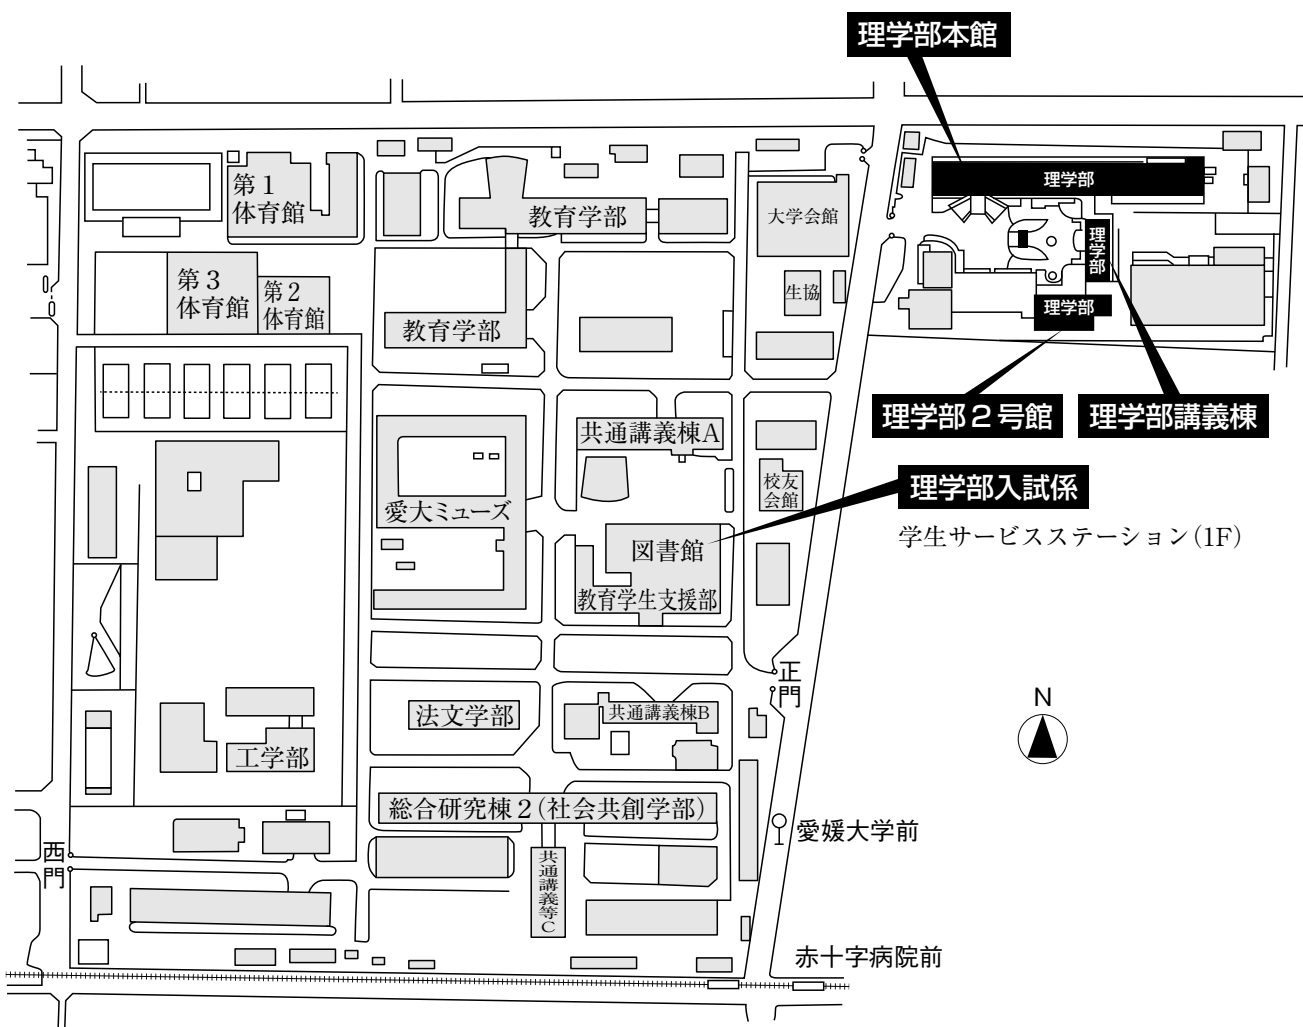 理学部本館
第1
体育館
教育学部
大学会館
理学部
理学部
第3
体育館
第2
体育館
生協
理学部
教育学部
理学部2号館
理学部講義棟
共通講義棟A
校友
会館
理学部入試係
学生サービスステーション(1F)
愛大ミューズ
図書館
教育学生支援部
正門
N
法文学部
共通講義棟B
工学部
総合研究棟2(社会共創学部)
愛媛大学前
西門
共通講義等C
赤十字病院前